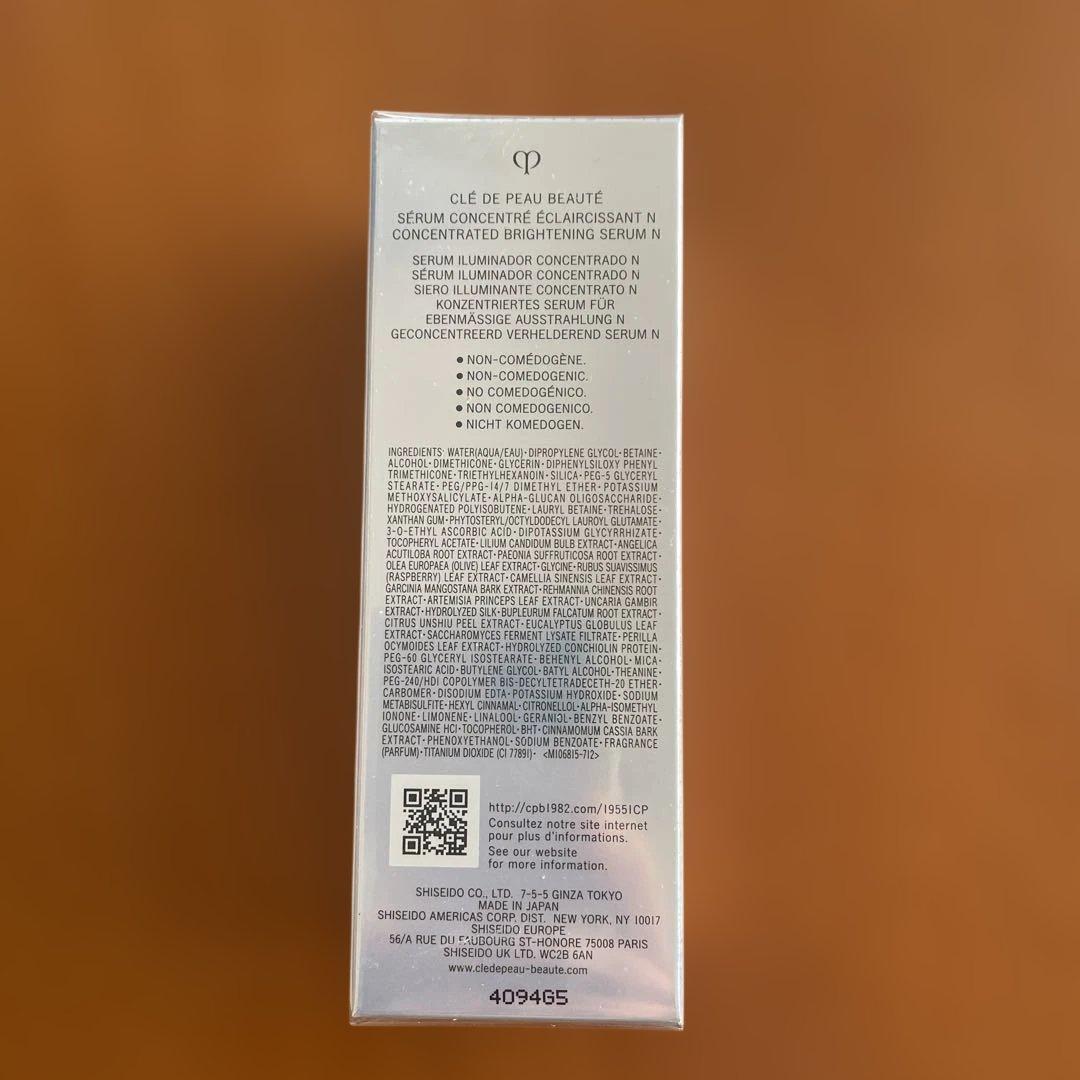 CLÉ DE PEAU BEAUTÉ
SÉRUM CONCENTRÉ ÉCLAIRCISSANT N
CONCENTRATED BRIGHTENING SERUM N
SERUM ILUMINADOR CONCENTRADO N
SÉRUM ILUMINADOR CONCENTRADO N
SIERO ILLUMINANTE CONCENTRATO N
KONZENTRIERTES SERUM FÜR
EBENMÄSSIGE AUSSTRAHLUNG N
GECONCENTREERD VERHELDEREND SERUM N
● NON-COMÉDOGÈNE.
● NON-COMEDOGENIC.
● NO COMEDOGÉNICO.
● NON COMEDOGENICO.
● NICHT KOMEDOGEN.
INGREDIENTS: WATER(AQUA/EAU)·DIPROPYLENE GLYCOL·BETAINE·
ALCOHOL·DIMETHICONE·GLYCERIN·DIPHENYLSILOXY PHENYL
TRIMETHICONE·TRIETHYLHEXANOIN·SILICA·PEG-5 GLYCERYL
STEARATE·PEG/PPG-14/7 DIMETHYL ETHER·POTASSIUM
METHOXYSALICYLATE·ALPHA-GLUCAN OLIGOSACCHARIDE·
HYDROGENATED POLYISOBUTENE·LAURYL BETAINE·TREHALOSE·
XANTHAN GUM·PHYTOSTERYL/OCTYLDODECYL LAUROYL GLUTAMATE·
3-O-ETHYL ASCORBIC ACID·DIPOTASSIUM GLYCYRRHIZATE·
TOCOPHERYL ACETATE·LILIUM CANDIDUM BULB EXTRACT·ANGELICA
ACUTILOBA ROOT EXTRACT·PAEONIA SUFFRUTICOSA ROOT EXTRACT·
OLEA EUROPAEA (OLIVE) LEAF EXTRACT·GLYCINE·RUBUS SUAVISSIMUS
(RASPBERRY) LEAF EXTRACT·CAMELLIA SINENSIS LEAF EXTRACT·
GARCINIA MANGOSTANA BARK EXTRACT·REHMANNIA CHINENSIS ROOT
EXTRACT·ARTEMISIA PRINCEPS LEAF EXTRACT·UNCARIA GAMBIR
EXTRACT·HYDROLYZED SILK·BUPLEURUM FALCATUM ROOT EXTRACT·
CITRUS UNSHIU PEEL EXTRACT·EUCALYPTUS GLOBULUS LEAF
EXTRACT·SACCHAROMYCES FERMENT LYSATE FILTRATE·PERILLA
OCYMOIDES LEAF EXTRACT·HYDROLYZED CONCHIOLIN PROTEIN·
PEG-60 GLYCERYL ISOSTEARATE·BEHENYL ALCOHOL·MICA·
ISOSTEARIC ACID·BUTYLENE GLYCOL·BATYL ALCOHOL·THEANINE·
PEG-240/HDI COPOLYMER BIS-DECYLTETRADECETH-20 ETHER·
CARBOMER·DISODIUM EDTA·POTASSIUM HYDROXIDE·SODIUM
METABISULFITE·HEXYL CINNAMAL·CITRONELLOL·ALPHA-ISOMETHYL
IONONE·LIMONENE·LINALOOL·GERANIOL·BENZYL BENZOATE·
GLUCOSAMINE HCl·TOCOPHEROL·BHT·CINNAMOMUM CASSIA BARK
EXTRACT·PHENOXYETHANOL·SODIUM BENZOATE·FRAGRANCE
(PARFUM)·TITANIUM DIOXIDE (CI 77891)· <M106815-712>
http://cpb1982.com/19551CP
Consultez notre site internet
pour plus d'informations.
See our website
for more information.
SHISEIDO CO., LTD. 7-5-5 GINZA TOKYO
MADE IN JAPAN
SHISEIDO AMERICAS CORP. DIST. NEW YORK, NY 10017
SHISEIDO EUROPE
56/A RUE DU FAUBOURG ST-HONORE 75008 PARIS
SHISEIDO UK LTD. WC2B 6AN
www.cledepeau-beaute.com
4094G5